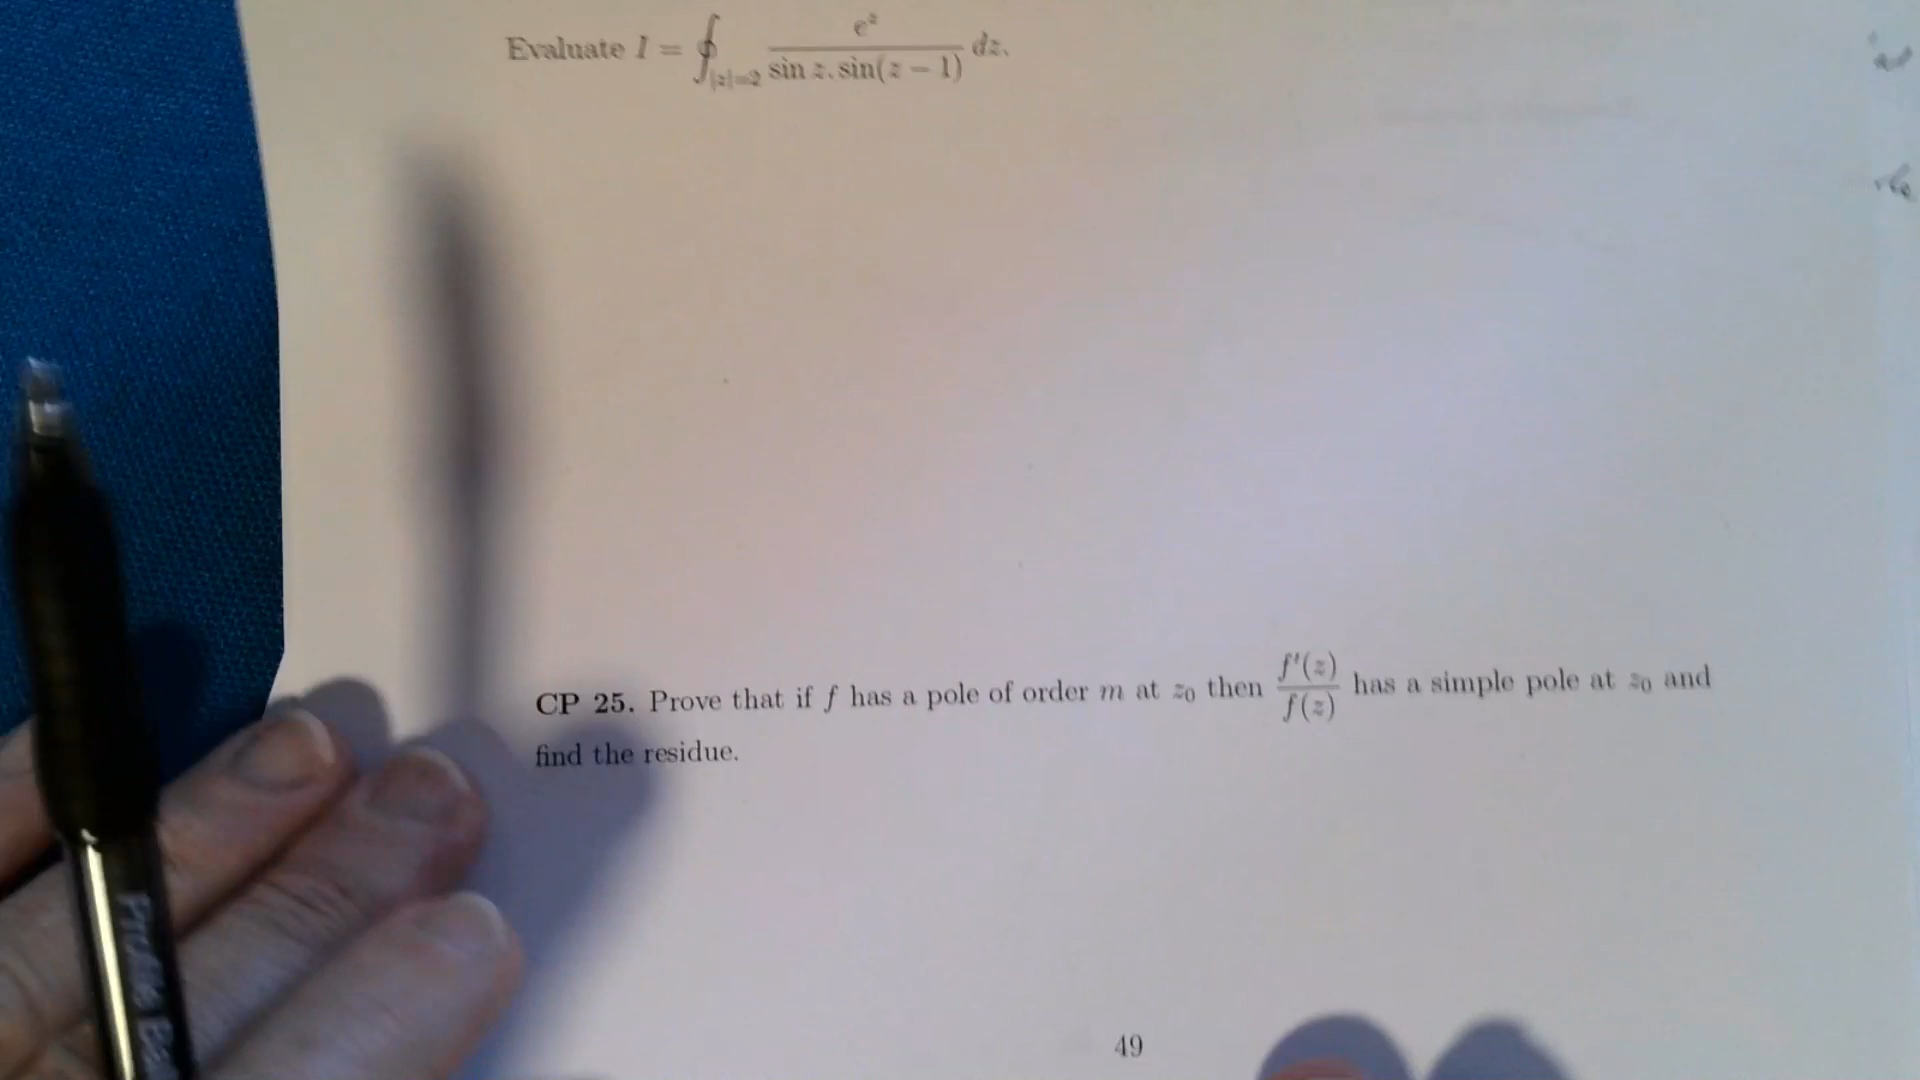 Evaluate I = ∮_{|z|=2} e^z / (sin z. sin(z − 1)) dz.
CP 25. Prove that if f has a pole of order m at z₀ then f′(z)/f(z) has a simple pole at z₀ and
find the residue.
49